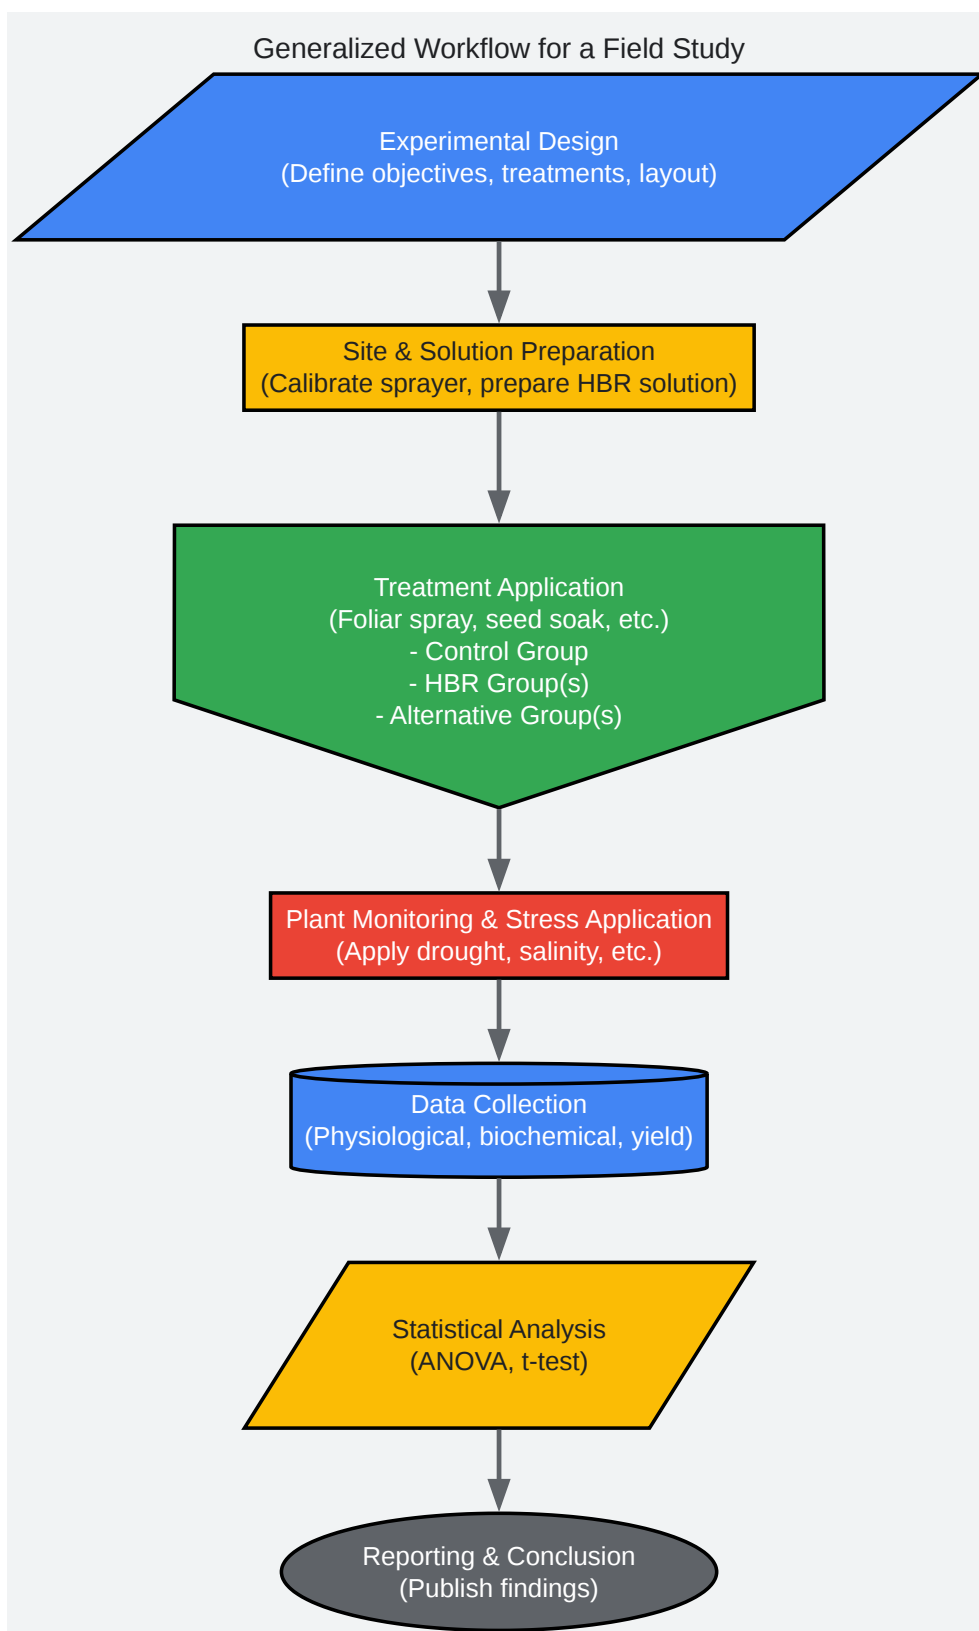 Generalized Workflow for a Field Study
Experimental Design
(Define objectives, treatments, layout)
Site & Solution Preparation
(Calibrate sprayer, prepare HBR solution)
Treatment Application
(Foliar spray, seed soak, etc.)
- Control Group
- HBR Group(s)
- Alternative Group(s)
Plant Monitoring & Stress Application
(Apply drought, salinity, etc.)
Data Collection
(Physiological, biochemical, yield)
Statistical Analysis
(ANOVA, t-test)
Reporting & Conclusion
(Publish findings)